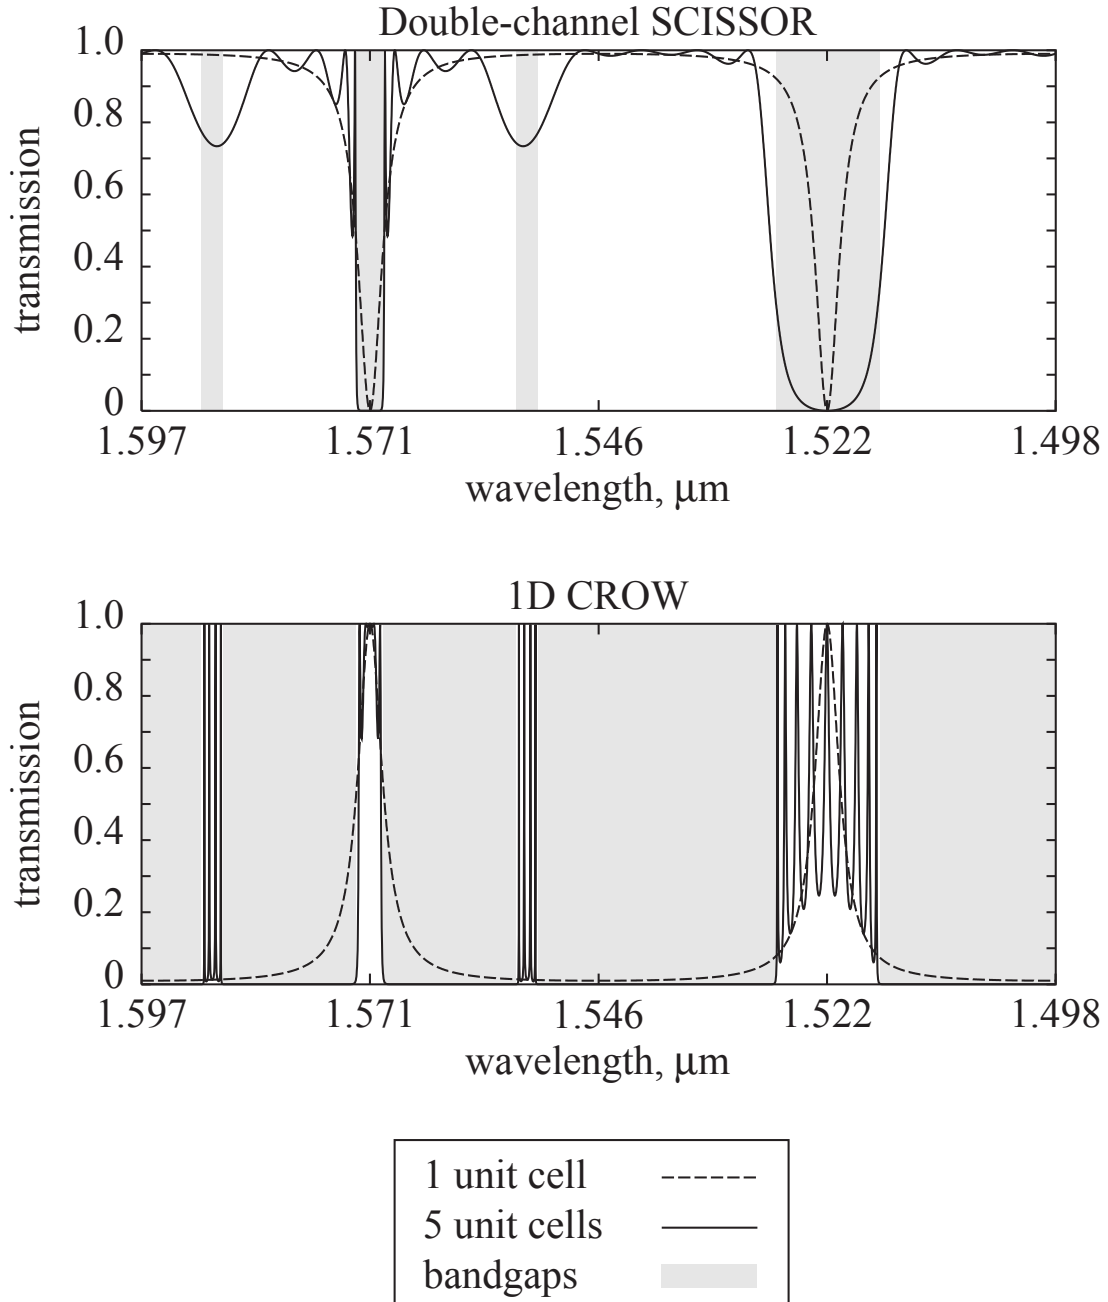 Double-channel SCISSOR
1.0
0.8
0.6
0.4
0.2
0
transmission
1.597 1.571 1.546 1.522 1.498
wavelength, μm
1D CROW
1.0
0.8
0.6
0.4
0.2
0
transmission
1.597 1.571 1.546 1.522 1.498
wavelength, μm
1 unit cell
5 unit cells
bandgaps